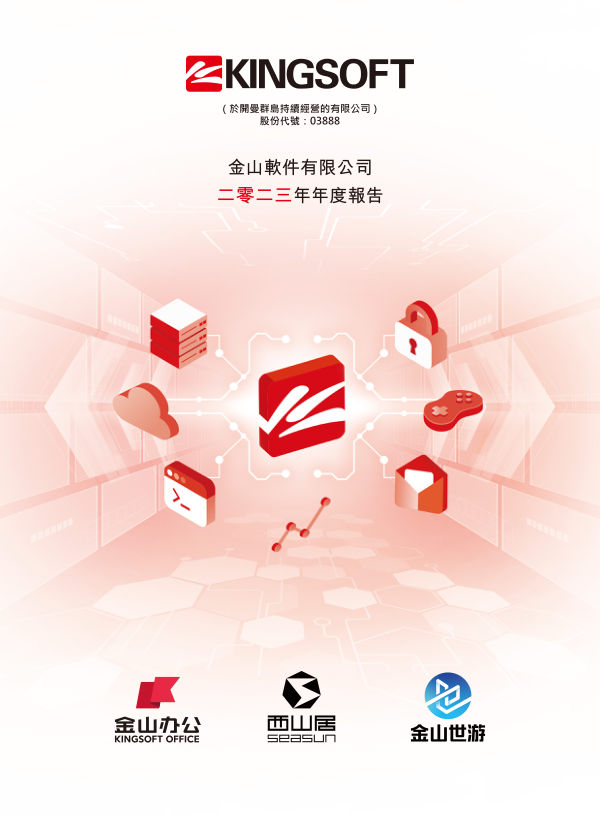 KINGSOFT
(於開曼群島持續經營的有限公司)
股份代號：03888
金山軟件有限公司
二零二三年年度報告
金山办公
KINGSOFT OFFICE
西山居
seasun
金山世游